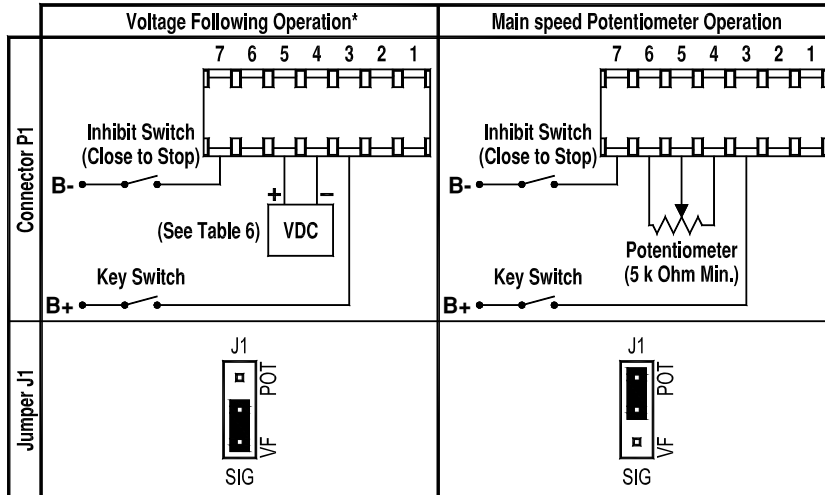 Voltage Following Operation*
Main speed Potentiometer Operation
Connector P1
7 6 5 4 3 2 1
Inhibit Switch
(Close to Stop)
B-
+ –
(See Table 6)
VDC
Key Switch
B+
7 6 5 4 3 2 1
Inhibit Switch
(Close to Stop)
B-
Potentiometer
(5 k Ohm Min.)
Key Switch
B+
Jumper J1
J1
POT
VF
SIG
J1
POT
VF
SIG